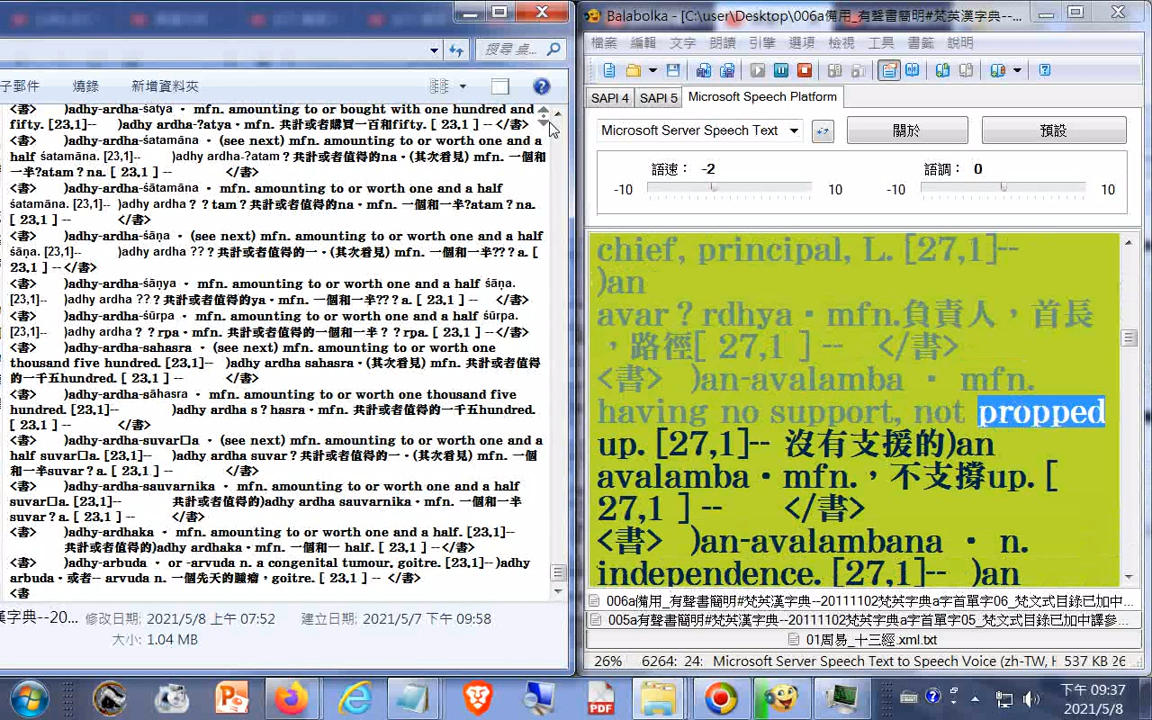 搜尋 桌...
子郵件 燒錄 新增資料夾
<書> )adhy-ardha-śatya・mfn. amounting to or bought with one hundred and
fifty. [23,1]-- )adhy ardha-?atya・mfn. 共計或者購買一百和fifty. [ 23,1 ] --</書>
<書> )adhy-ardha-śatamāna・(see next) mfn. amounting to or worth one and a
half śatamāna. [23,1]-- )adhy ardha-?atam ? 共計或者值得的na・(其次看見) mfn. 一個和
一半?atam ? na. [ 23,1 ] -- </書>
<書> )adhy-ardha-śātamāna・mfn. amounting to or worth one and a half
śatamāna. [23,1]-- )adhy ardha ? ? tam ? 共計或者值得的na・mfn. 一個和一半?atam ? na. [
23,1 ] -- </書>
<書> )adhy-ardha-śāṇa・(see next) mfn. amounting to or worth one and a half
śāṇa. [23,1]-- )adhy ardha ?? ? 共計或者值得的一・(其次看見) mfn. 一個和一半??? a. [
23,1 ] -- </書>
<書> )adhy-ardha-śāṇya・mfn. amounting to or worth one and a half śāṇa.
[23,1]-- )adhy ardha ?? ? 共計或者值得的ya・mfn. 一個和一半??? a. [ 23,1 ] -- </書>
<書> )adhy-ardha-śūrpa・mfn. amounting to or worth one and a half śūrpa.
[23,1]-- )adhy ardha ? ? rpa・mfn. 共計或者值得的一個和一半? ? rpa. [ 23,1 ] -- </書>
<書> )adhy-ardha-sahasra・(see next) mfn. amounting to or worth one
thousand five hundred. [23,1]-- )adhy ardha sahasra・(其次看見) mfn. 共計或者值得
的一千五hundred. [ 23,1 ] -- </書>
<書> )adhy-ardha-sāhasra・mfn. amounting to or worth one thousand five
hundred. [23,1]-- )adhy ardha s ? hasra・mfn. 共計或者值得的一千五hundred.
[ 23,1 ] -- </書>
<書> )adhy-ardha-suvar□a・(see next) mfn. amounting to or worth one and a
half suvar□a. [23,1]-- )adhy ardha suvar ? a・(其次看見) mfn. 共計或者值得的一個
和一半suvar ? a. [ 23,1 ] -- </書>
<書> )adhy-ardha-sauvarnika・mfn. amounting to or worth one and a half
suvar□a. [23,1]-- 共計或者值得的)adhy ardha sauvarnika・mfn. 一個和一半
suvar ? a. [ 23,1 ] -- </書>
<書> )adhy-ardhaka・mfn. amounting to or worth one and a half. [23,1]--
共計或者值得的)adhy ardhaka・mfn. 一個和一 half. [ 23,1 ] --</書>
<書> )adhy-arbuda・or -arvuda n. a congenital tumour, goitre. [23,1]--)adhy
arbuda・或者-- arvuda n. 一個先天的腫瘤，goitre. [ 23,1 ] --</書>
<書
漢字典--20... 修改日期: 2021/5/8 上午 07:52 建立日期: 2021/5/7 下午 09:58
大小: 1.04 MB
Balabolka - [C:\user\Desktop\006a備用_有聲書簡明#梵英漢字典--...
檔案 編輯 文字 朗讀 引擎 選項 檢視 工具 書籤 說明
SAPI 4 SAPI 5 Microsoft Speech Platform
Microsoft Server Speech Text 關於 預設
語速: -2 語調: 0
-10 10 -10 10
chief, principal, L. [27,1]--
)an
avar ? rdhya・mfn.負責人，首長
，路徑[ 27,1 ] -- </書>
<書> )an-avalamba・mfn.
having no support, not propped
up. [27,1]-- 沒有支援的)an
avalamba・mfn.，不支撐up. [
27,1 ] -- </書>
<書> )an-avalambana・n.
independence. [27,1]-- )an
006a備用_有聲書簡明#梵英漢字典--20111102梵英字典a字首單字06_梵文式目錄已加中...
005a有聲書簡明#梵英漢字典--20111102梵英字典a字首單字05_梵文式目錄已加中譯參...
01周易_十三經.xml.txt
26% 6264: 24: Microsoft Server Speech Text to Speech Voice (zh-TW, H 537 KB 26
PDF
下午 09:37
2021/5/8